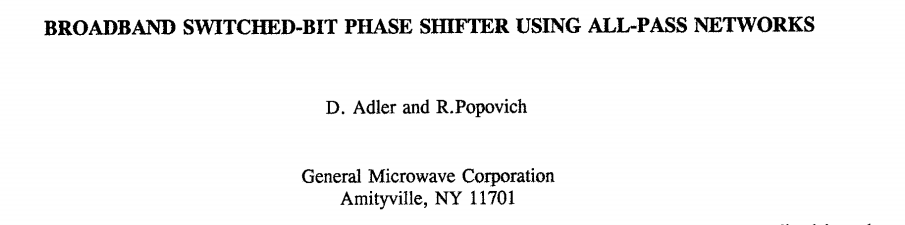 BROADBAND SWITCHED-BIT PHASE SHIFTER USING ALL-PASS NETWORKS
D. Adler and R.Popovich
General Microwave Corporation
Amityville, NY 11701